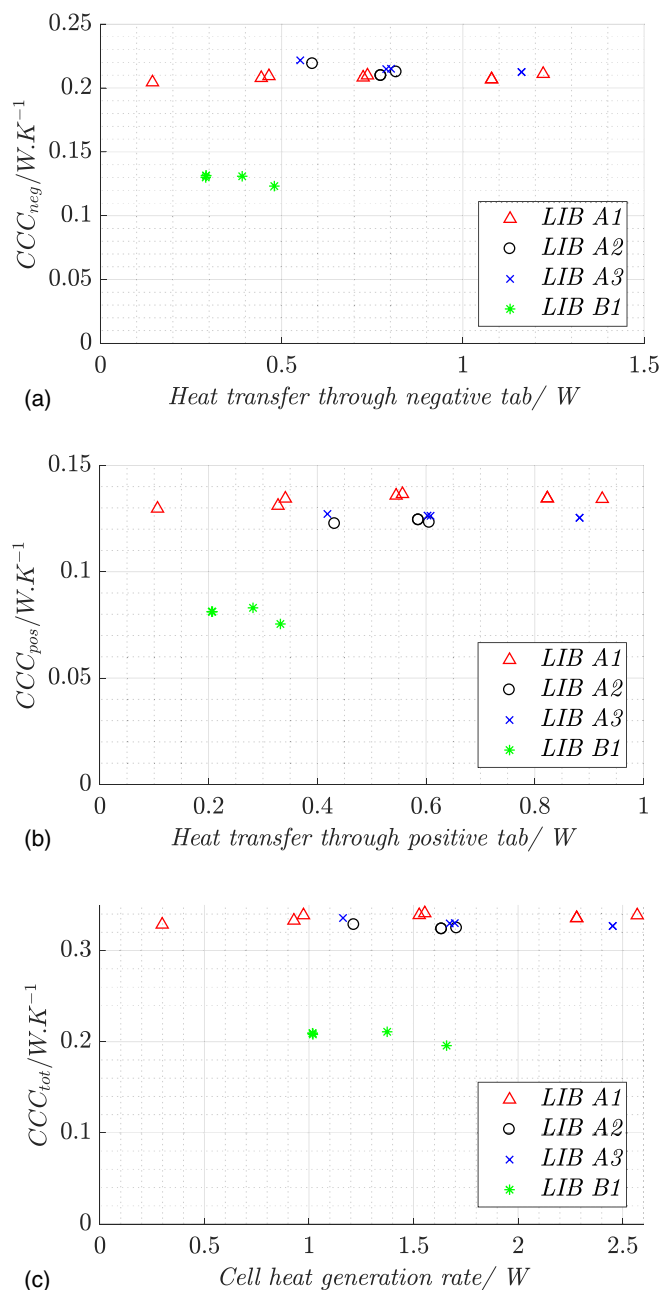 0.25
0.2
0.15
0.1
0.05
0
CCC_neg/W.K⁻¹
LIB A1
LIB A2
LIB A3
LIB B1
0 0.5 1 1.5
(a) Heat transfer through negative tab/ W
0.15
0.1
0.05
0
CCC_pos/W.K⁻¹
LIB A1
LIB A2
LIB A3
LIB B1
0 0.2 0.4 0.6 0.8 1
(b) Heat transfer through positive tab/ W
0.3
0.2
0.1
0
CCC_tot/W.K⁻¹
LIB A1
LIB A2
LIB A3
LIB B1
0 0.5 1 1.5 2 2.5
(c) Cell heat generation rate/ W